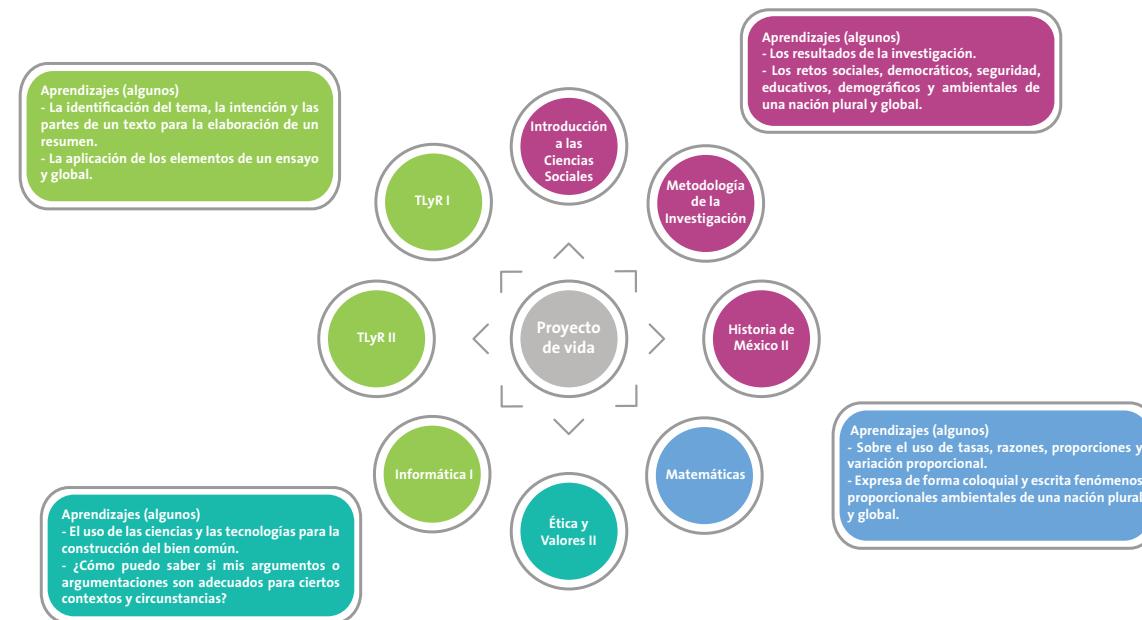 Aprendizajes (algunos)
- La identificación del tema, la intención y las
partes de un texto para la elaboración de un
resumen.
- La aplicación de los elementos de un ensayo
y global.
Aprendizajes (algunos)
- Los resultados de la investigación.
- Los retos sociales, democráticos, seguridad,
educativos, demográficos y ambientales de
una nación plural y global.
Introducción
a las
Ciencias
Sociales
TLyR I
Metodología
de la
Investigación
TLyR II
Proyecto
de vida
Historia de
México II
Informática I
Matemáticas
Ética y
Valores II
Aprendizajes (algunos)
- El uso de las ciencias y las tecnologías para la
construcción del bien común.
- ¿Cómo puedo saber si mis argumentos o
argumentaciones son adecuados para ciertos
contextos y circunstancias?
Aprendizajes (algunos)
- Sobre el uso de tasas, razones, proporciones y
variación proporcional.
- Expresa de forma coloquial y escrita fenómenos
proporcionales ambientales de una nación plural
y global.